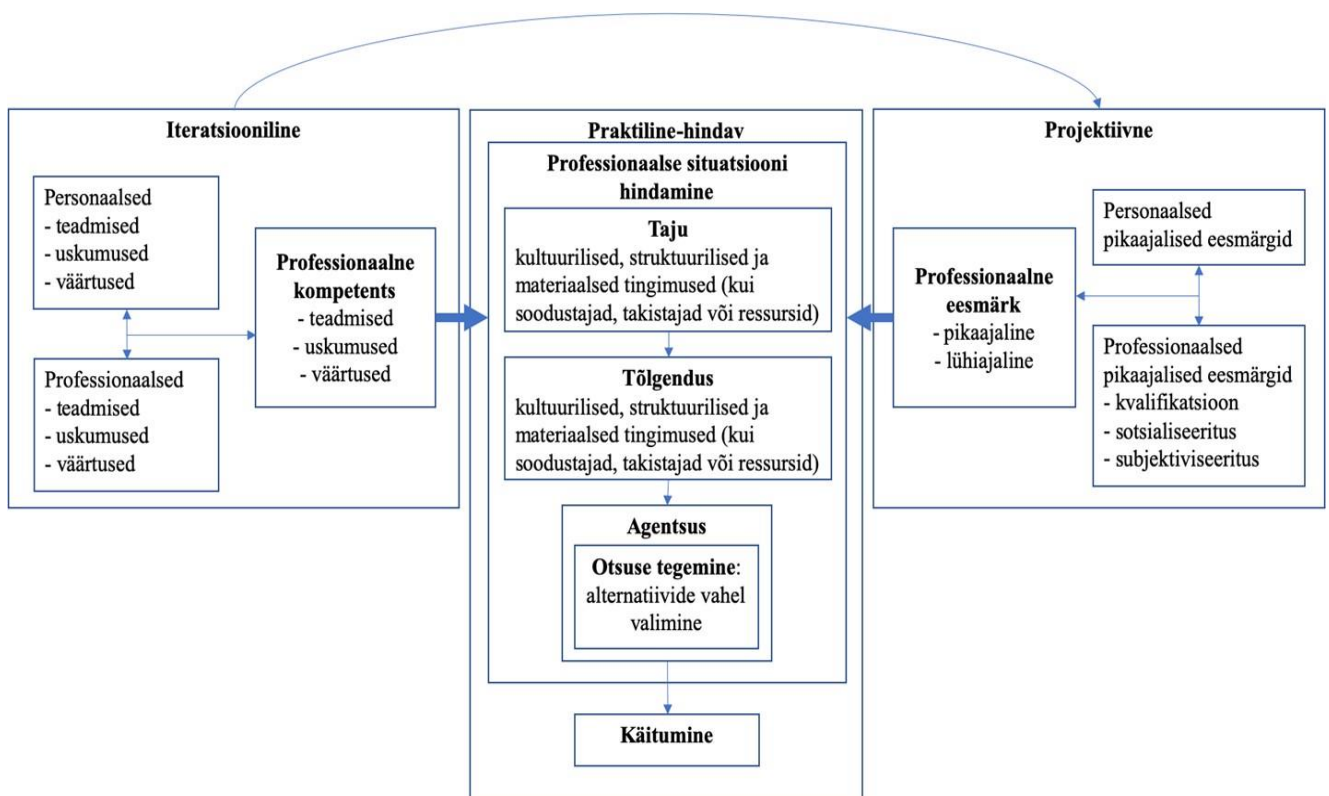 Iteratsiooniline
Personaalsed
- teadmised
- uskumused
- väärtused
Professionaalsed
- teadmised
- uskumused
- väärtused
Professionaalne
kompetents
- teadmised
- uskumused
- väärtused
Praktiline-hindav
Professionaalse situatsiooni
hindamine
Taju
kultuurilised, struktuurilised ja
materiaalsed tingimused (kui
soodustajad, takistajad või ressursid)
Tõlgendus
kultuurilised, struktuurilised ja
materiaalsed tingimused (kui
soodustajad, takistajad või ressursid)
Agentsus
Otsuse tegemine:
alternatiivide vahel
valimine
Käitumine
Projektiivne
Professionaalne
eesmärk
- pikaajaline
- lühiajaline
Personaalsed
pikaajalised eesmärgid
Professionaalsed
pikaajalised eesmärgid
- kvalifikatsioon
- sotsialiseeritus
- subjektiviseeritus